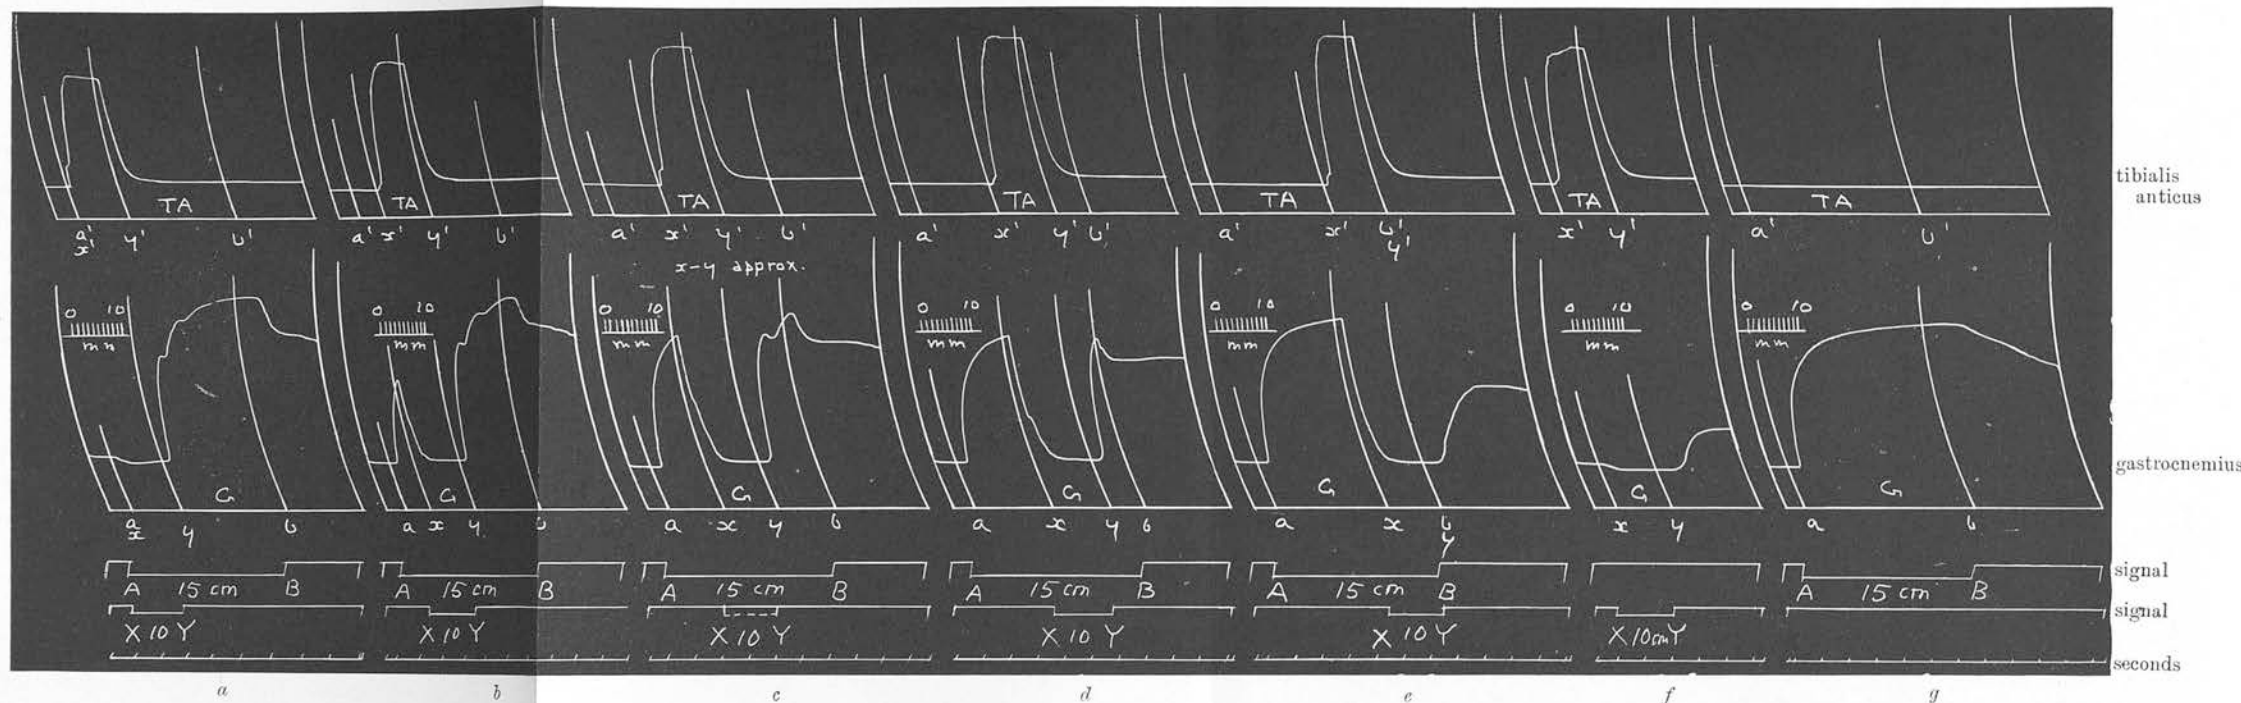 TA TA TA TA TA TA TA
tibialis
anticus
a' x' y' b' a' x' y' b' a' x' y' b' a' x' y' b' a' x' b' y' x' y' a' b'
x-y approx.
0 10 0 10 0 10 0 10 0 10 0 10 0 10
mm mm mm mm mm mm mm
G G G G G G G
gastrocnemius
a x y b a x y b a x y b a x y b a x b y x y a b
signal
A 15 cm B A 15 cm B A 15 cm B A 15 cm B A 15 cm B A 15 cm B
signal
X 10 Y X 10 Y X 10 Y X 10 Y X 10 Y X 10cm Y
seconds
a b c d e f g